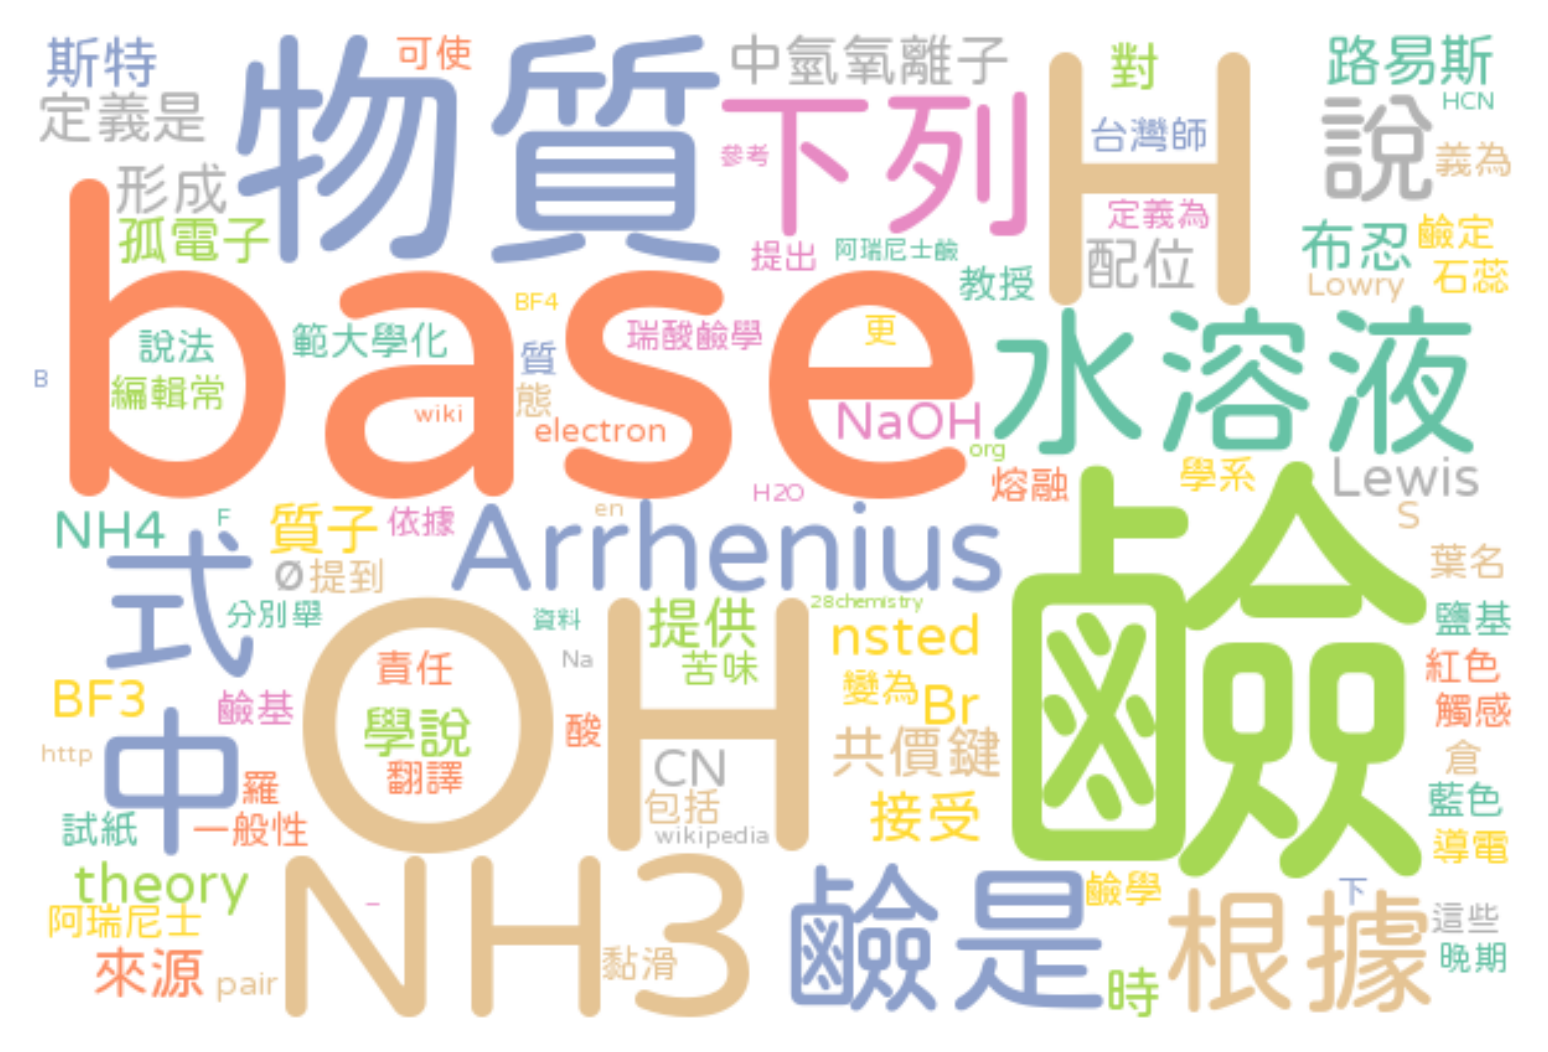 斯特
可使
中氫氧離子
對
路易斯
HCN
定義是
物質
下列
H
台灣師
說
義為
參考
形成
定義為
孤電子
提出
阿瑞尼士鹼
配位
布忍
鹼定
教授
Lowry
石蕊
base
BF4
說法
範大學化
質
瑞酸鹼學
更
水溶液
B
編輯常
wiki
態
electron
NaOH
org
熔融
學系
Lewis
H2O
鹼
NH4
F
質子
依據
Arrhenius
en
S
式
Ø
提到
葉名
分別舉
資料
提供
28chemistry
nsted
鹽基
OH
責任
Na
苦味
紅色
BF3
鹼基
學說
酸
變為
Br
觸感
http
中
翻譯
CN
共價鍵
倉
羅
包括
藍色
試紙
一般性
wikipedia
接受
導電
theory
NH3
鹼是
鹼學
下
根據
阿瑞尼士
這些
來源
pair
黏滑
時
晚期